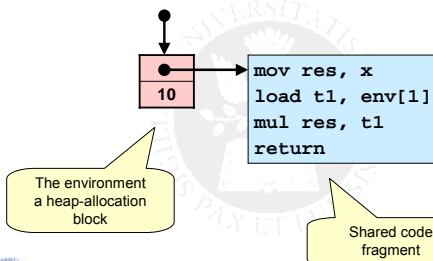 mov res, x
load t1, env[1]
mul res, t1
return
10
The environment
a heap-allocation
block
Shared code
fragment